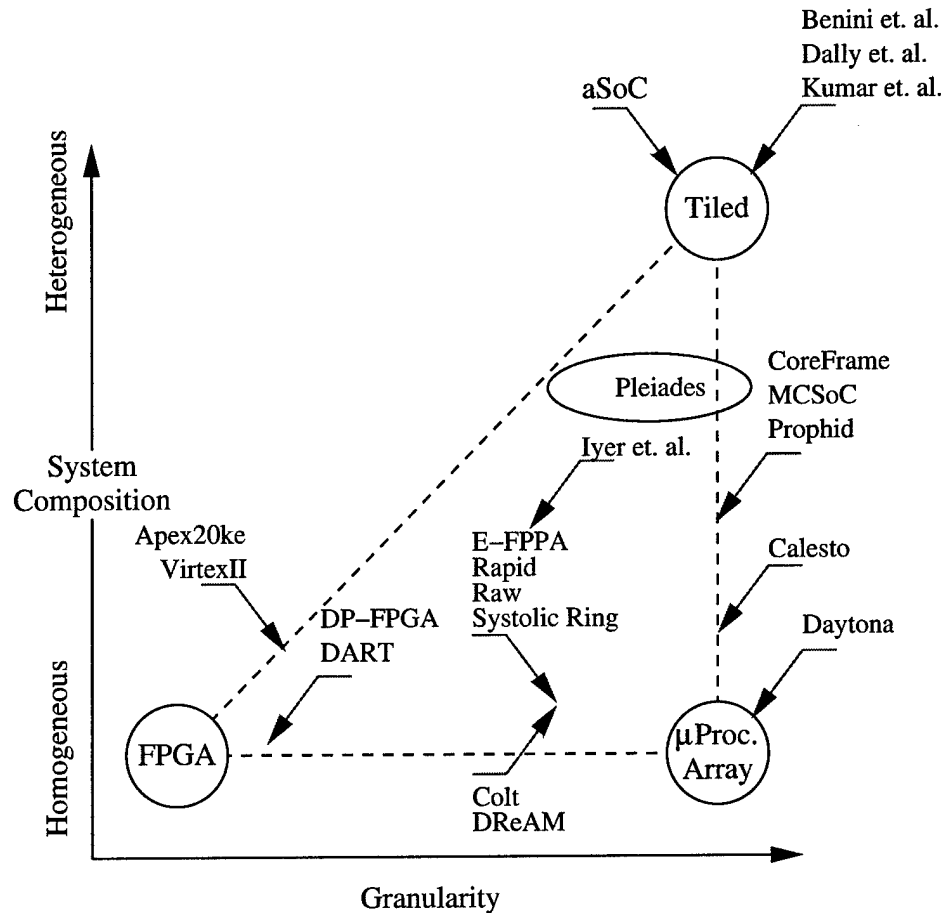 Benini et. al.
Dally et. al.
Kumar et. al.
aSoC
Tiled
Heterogeneous
CoreFrame
MCSoC
Prophid
Pleiades
Iyer et. al.
System
Composition
Apex20ke
VirtexII
E-FPPA
Rapid
Raw
Systolic Ring
Calesto
DP-FPGA
DART
Daytona
Homogeneous
FPGA
μProc.
Array
Colt
DReAM
Granularity